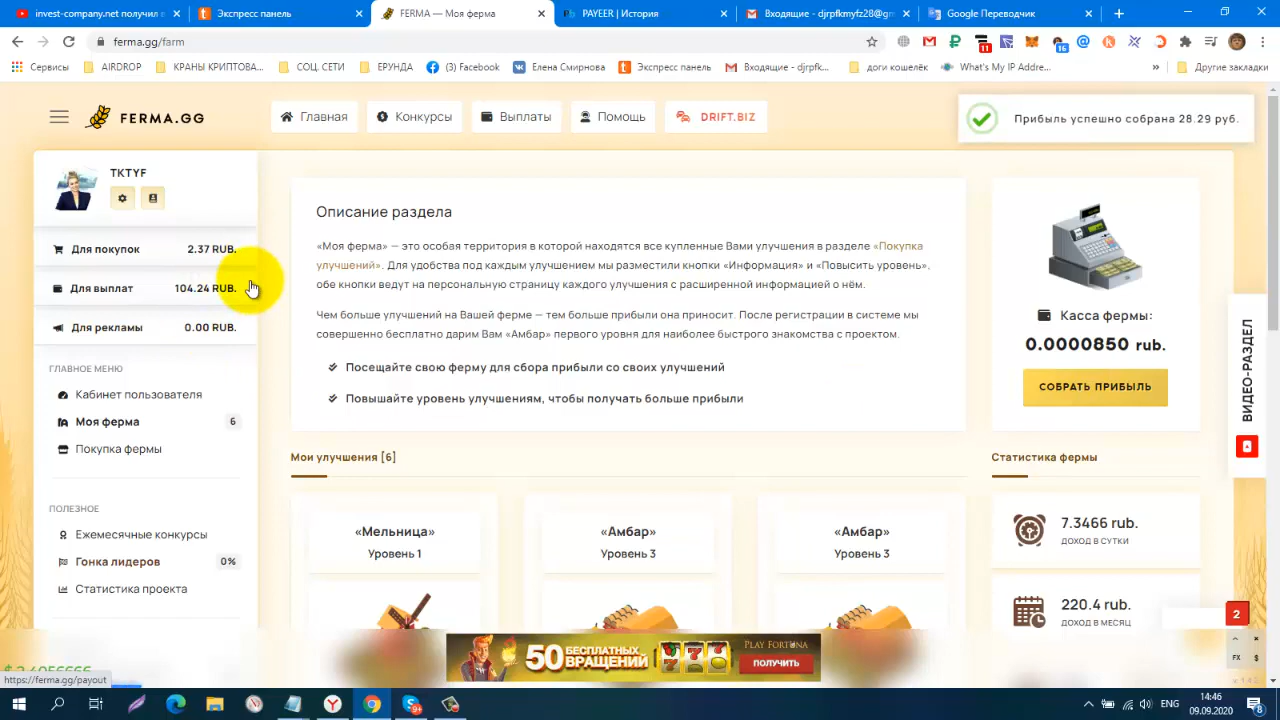 invest-company.net получил в
Экспресс панель
FERMA — Моя ферма
PAYEER | История
Входящие - djrpfkmyfz28@gm
Google Переводчик
ferma.gg/farm
11
16
Сервисы
AIRDROP
КРАНЫ КРИПТОВА...
СОЦ. СЕТИ
ЕРУНДА
(3) Facebook
Елена Смирнова
Экспресс панель
Входящие - djrpfk...
доги кошелёк
What's My IP Addre...
»
Другие закладки
FERMA.GG
Главная
Конкурсы
Выплаты
Помощь
DRIFT.BIZ
Прибыль успешно собрана 28.29 руб.
TKTYF
Для покупок 2.37 RUB.
Для выплат 104.24 RUB.
Для рекламы 0.00 RUB.
ГЛАВНОЕ МЕНЮ
Кабинет пользователя
Моя ферма 6
Покупка фермы
ПОЛЕЗНОЕ
Ежемесячные конкурсы
Гонка лидеров 0%
Статистика проекта
Описание раздела
«Моя ферма» — это особая территория в которой находятся все купленные Вами улучшения в разделе «Покупка
улучшений». Для удобства под каждым улучшением мы разместили кнопки «Информация» и «Повысить уровень»,
обе кнопки ведут на персональную страницу каждого улучшения с расширенной информацией о нём.
Чем больше улучшений на Вашей ферме — тем больше прибыли она приносит. После регистрации в системе мы
совершенно бесплатно дарим Вам «Амбар» первого уровня для наиболее быстрого знакомства с проектом.
Посещайте свою ферму для сбора прибыли со своих улучшений
Повышайте уровень улучшениям, чтобы получать больше прибыли
Касса фермы:
0.0000850 rub.
СОБРАТЬ ПРИБЫЛЬ
ВИДЕО-РАЗДЕЛ
Мои улучшения [6]
Статистика фермы
«Мельница»
Уровень 1
«Амбар»
Уровень 3
«Амбар»
Уровень 3
7.3466 rub.
ДОХОД В СУТКИ
220.4 rub.
ДОХОД В МЕСЯЦ
2
FX $
50 БЕСПЛАТНЫХ
ВРАЩЕНИЙ
PLAY FORTUNA
ПОЛУЧИТЬ
https://ferma.gg/payout
ENG
14:46
09.09.2020